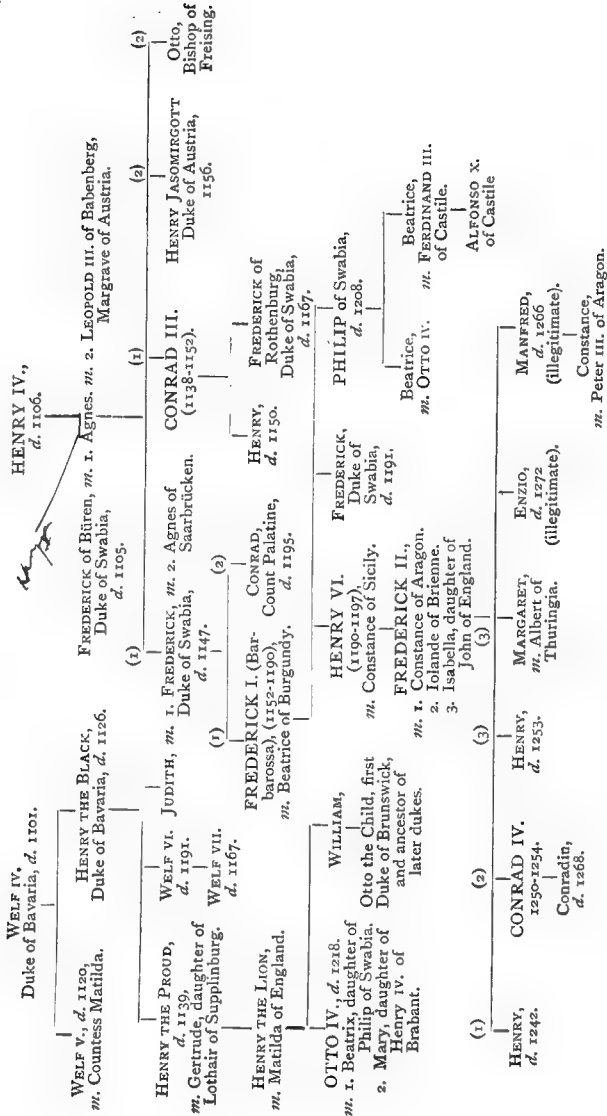 WELF IV.
Duke of Bavaria, d. 1101.
HENRY IV.,
d. 1106.
WELF V., d. 1120,
m. Countess Matilda.
HENRY THE BLACK,
Duke of Bavaria, d. 1126.
FREDERICK of Büren, m. 1. Agnes. m. 2. LEOPOLD III. of Babenberg,
Duke of Swabia,
d. 1105.
Margrave of Austria.
HENRY THE PROUD,
d. 1139,
m. Gertrude, daughter of
Lothair of Supplinburg.
WELF VI.
d. 1191.
WELF VII.
d. 1167.
(1)
JUDITH, m. 1. FREDERICK, m. 2. Agnes of
Duke of Swabia,
d. 1147.
Saarbrücken.
(1)
CONRAD III.
(1138-1152).
(2)
HENRY JASOMIRGOTT
Duke of Austria,
1156.
(2)
Otto,
Bishop of
Freising.
HENRY THE LION,
m. Matilda of England.
(1)
FREDERICK I. (Bar-
barossa), (1152-1190),
m. Beatrice of Burgundy.
(2)
CONRAD,
Count Palatine,
d. 1195.
HENRY,
d. 1150.
FREDERICK of
Rothenburg,
Duke of Swabia,
d. 1167.
OTTO IV., d. 1218.
m. 1. Beatrix, daughter of
Philip of Swabia.
2. Mary, daughter of
Henry IV. of
Brabant.
WILLIAM,
Otto the Child, first
Duke of Brunswick,
and ancestor of
later dukes.
HENRY VI.
(1190-1197),
m. Constance of Sicily.
FREDERICK,
Duke of
Swabia,
d. 1191.
PHILIP of Swabia,
d. 1208.
FREDERICK II.,
m. 1. Constance of Aragon.
2. Iolande of Brienne.
3. Isabella, daughter of
John of England.
Beatrice,
m. OTTO IV.
Beatrice,
m. FERDINAND III.
of Castile.
ALFONSO X.
of Castile
(1)
HENRY,
d. 1242.
(2)
CONRAD IV.
1250-1254.
Conradin,
d. 1268.
(3)
HENRY,
d. 1253.
(3)
MARGARET,
m. Albert of
Thuringia.
ENZIO,
d. 1272
(illegitimate).
MANFRED,
d. 1266
(illegitimate).
Constance,
m. Peter III. of Aragon.